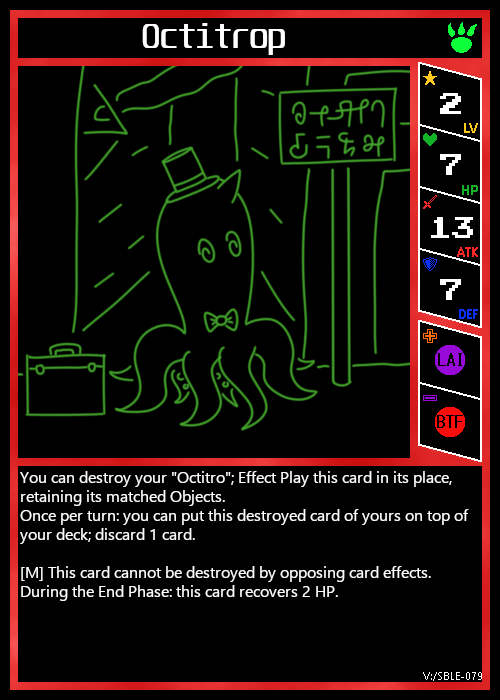 Octitrop
2
LV
7
HP
13
ATK
7
DEF
LAI
BTF
You can destroy your "Octitro"; Effect Play this card in its place,
retaining its matched Objects.
Once per turn: you can put this destroyed card of yours on top of
your deck; discard 1 card.
[M] This card cannot be destroyed by opposing card effects.
During the End Phase: this card recovers 2 HP.
V:/SBLE-079